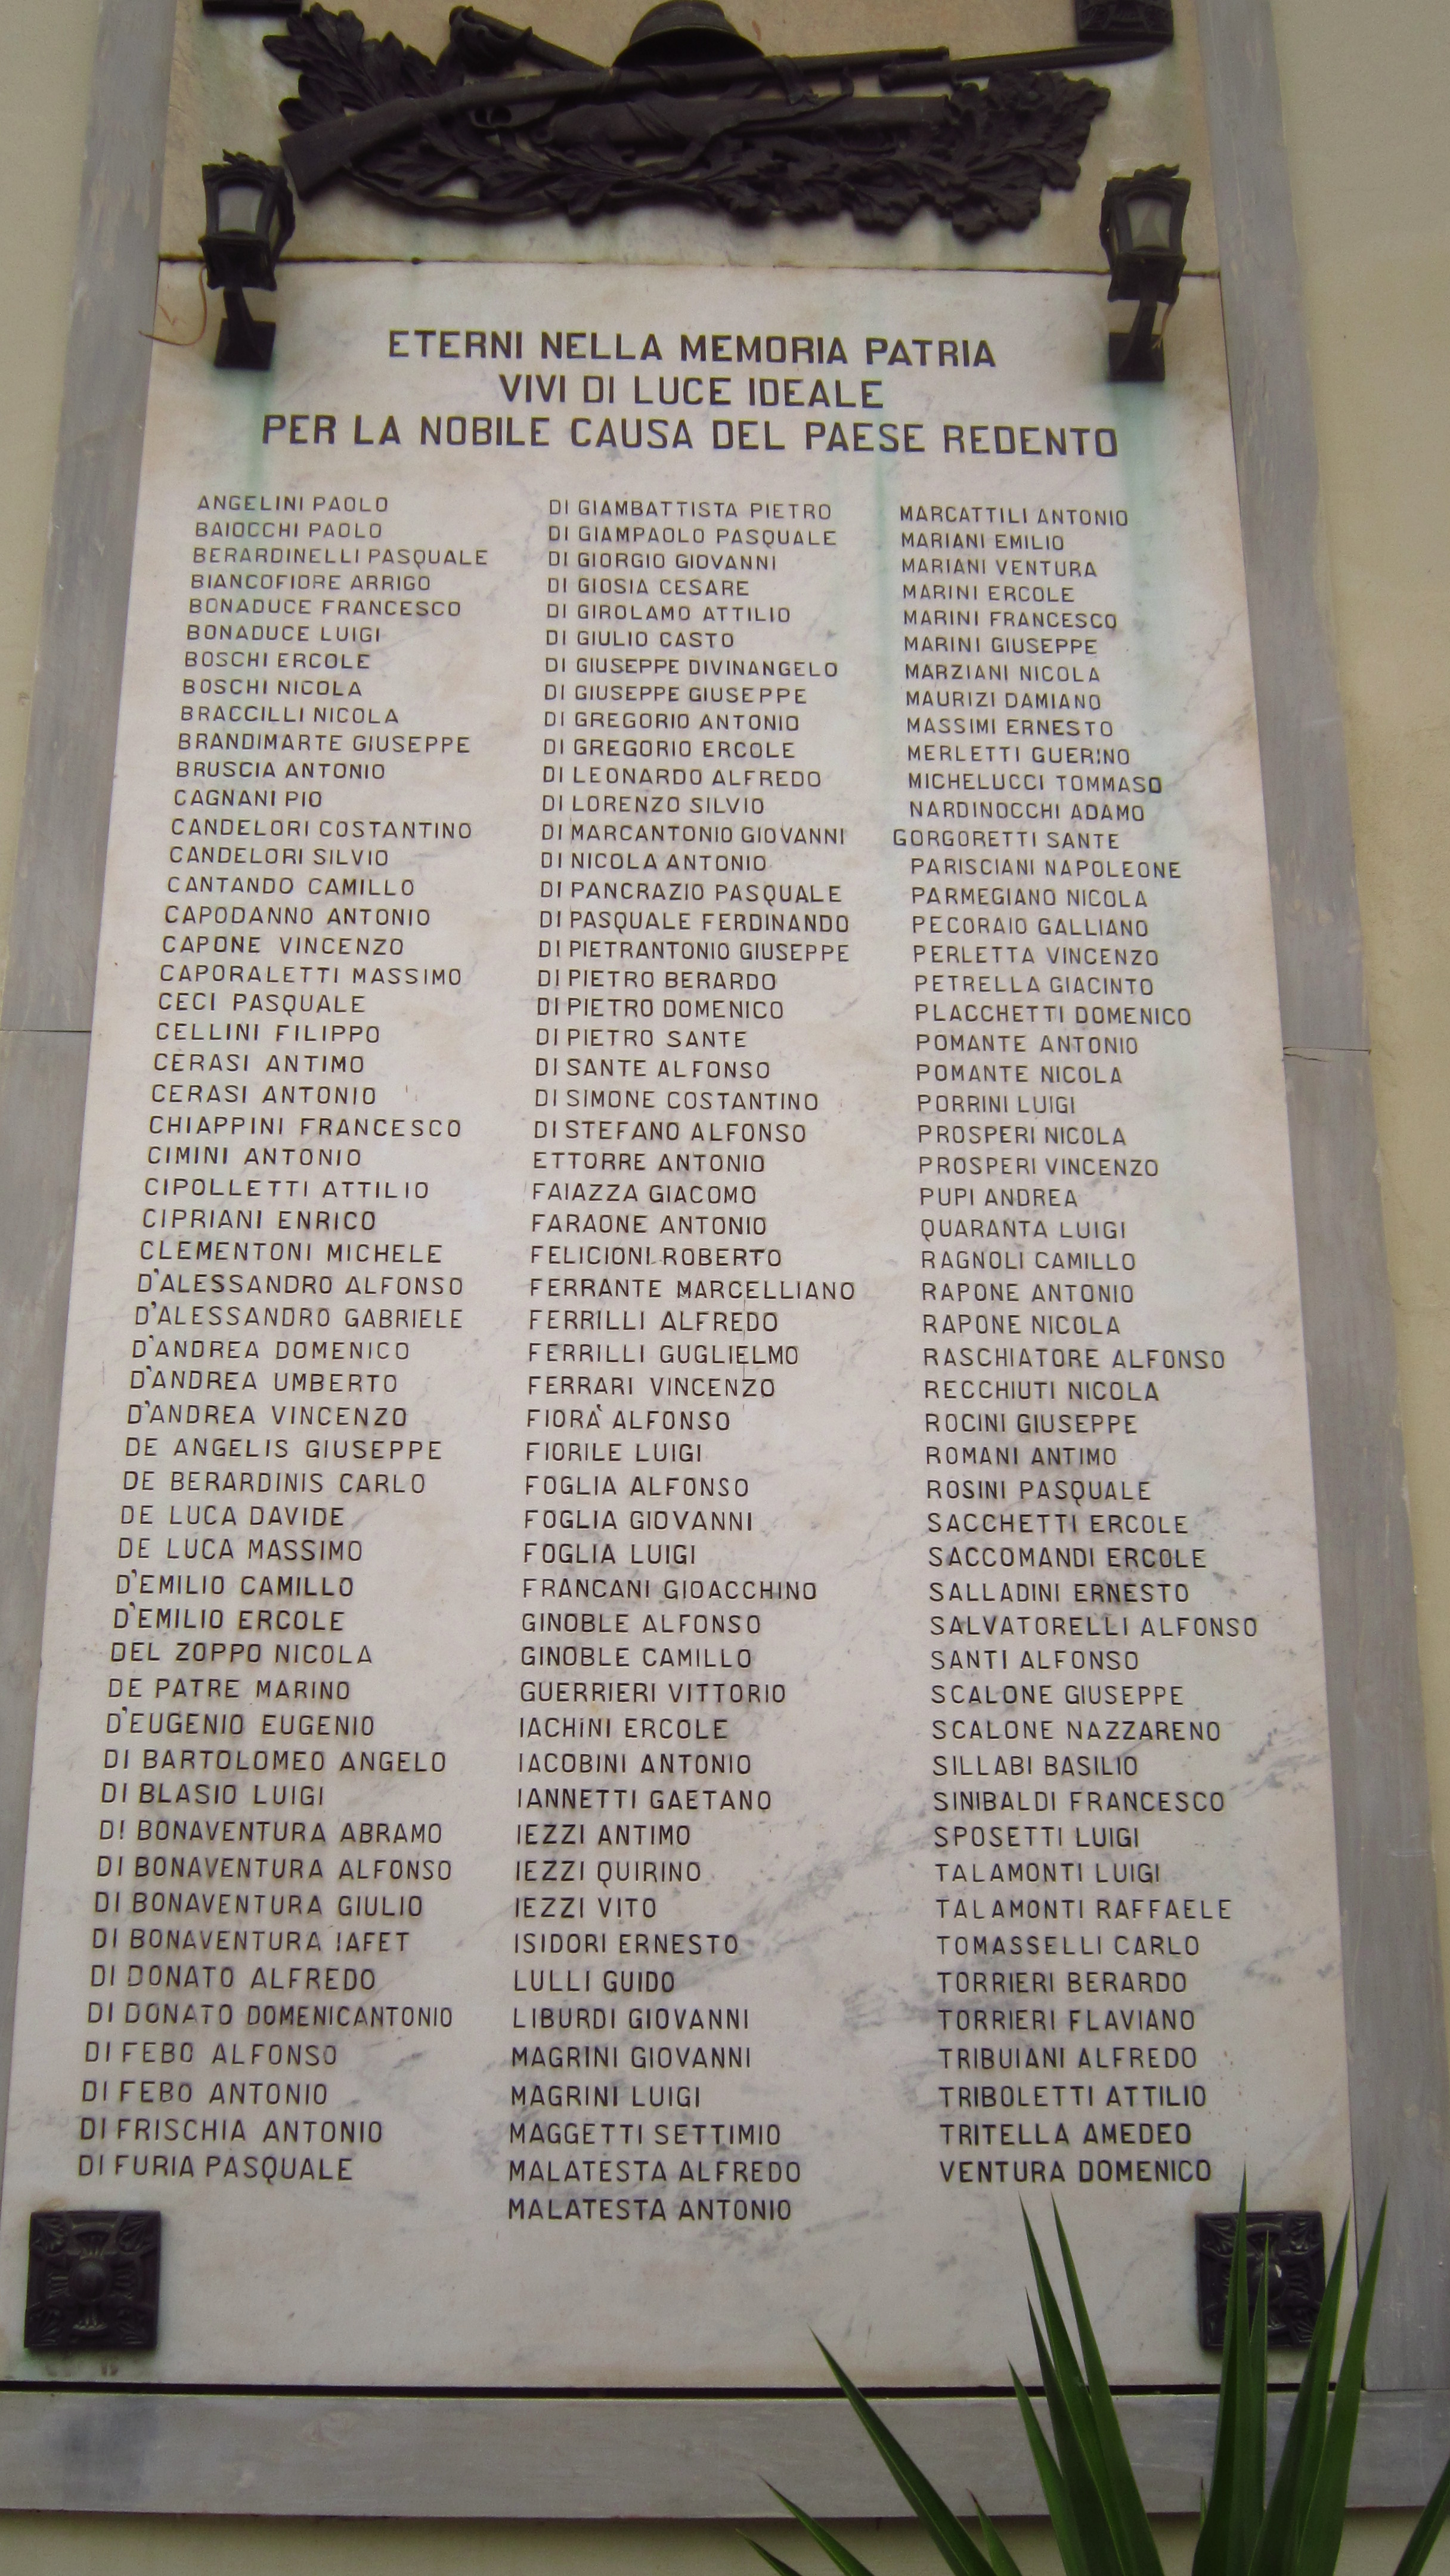 ETERNI NELLA MEMORIA PATRIA
VIVI DI LUCE IDEALE
PER LA NOBILE CAUSA DEL PAESE REDENTO
ANGELINI PAOLO
BAIOCCHI PAOLO
BERARDINELLI PASQUALE
BIANCOFIORE ARRIGO
BONADUCE FRANCESCO
BONADUCE LUIGI
BOSCHI ERCOLE
BOSCHI NICOLA
BRACCILLI NICOLA
BRANDIMARTE GIUSEPPE
BRUSCIA ANTONIO
CAGNANI PIO
CANDELORI COSTANTINO
CANDELORI SILVIO
CANTANDO CAMILLO
CAPODANNO ANTONIO
CAPONE VINCENZO
CAPORALETTI MASSIMO
CECI PASQUALE
CELLINI FILIPPO
CERASI ANTIMO
CERASI ANTONIO
CHIAPPINI FRANCESCO
CIMINI ANTONIO
CIPOLLETTI ATTILIO
CIPRIANI ENRICO
CLEMENTONI MICHELE
D'ALESSANDRO ALFONSO
D'ALESSANDRO GABRIELE
D'ANDREA DOMENICO
D'ANDREA UMBERTO
D'ANDREA VINCENZO
DE ANGELIS GIUSEPPE
DE BERARDINIS CARLO
DE LUCA DAVIDE
DE LUCA MASSIMO
D'EMILIO CAMILLO
D'EMILIO ERCOLE
DEL ZOPPO NICOLA
DE PATRE MARINO
D'EUGENIO EUGENIO
DI BARTOLOMEO ANGELO
DI BLASIO LUIGI
DI BONAVENTURA ABRAMO
DI BONAVENTURA ALFONSO
DI BONAVENTURA GIULIO
DI BONAVENTURA IAFET
DI DONATO ALFREDO
DI DONATO DOMENICANTONIO
DI FEBO ALFONSO
DI FEBO ANTONIO
DI FRISCHIA ANTONIO
DI FURIA PASQUALE
DI GIAMBATTISTA PIETRO
DI GIAMPAOLO PASQUALE
DI GIORGIO GIOVANNI
DI GIOSIA CESARE
DI GIROLAMO ATTILIO
DI GIULIO CASTO
DI GIUSEPPE DIVINANGELO
DI GIUSEPPE GIUSEPPE
DI GREGORIO ANTONIO
DI GREGORIO ERCOLE
DI LEONARDO ALFREDO
DI LORENZO SILVIO
DI MARCANTONIO GIOVANNI
DI NICOLA ANTONIO
DI PANCRAZIO PASQUALE
DI PASQUALE FERDINANDO
DI PIETRANTONIO GIUSEPPE
DI PIETRO BERARDO
DI PIETRO DOMENICO
DI PIETRO SANTE
DI SANTE ALFONSO
DI SIMONE COSTANTINO
DI STEFANO ALFONSO
ETTORRE ANTONIO
FAIAZZA GIACOMO
FARAONE ANTONIO
FELICIONI ROBERTO
FERRANTE MARCELLIANO
FERRILLI ALFREDO
FERRILLI GUGLIELMO
FERRARI VINCENZO
FIORÀ ALFONSO
FIORILE LUIGI
FOGLIA ALFONSO
FOGLIA GIOVANNI
FOGLIA LUIGI
FRANCANI GIOACCHINO
GINOBLE ALFONSO
GINOBLE CAMILLO
GUERRIERI VITTORIO
IACHiNI ERCOLE
IACOBINI ANTONIO
IANNETTI GAETANO
IEZZI ANTIMO
IEZZI QUIRINO
IEZZI VITO
ISIDORI ERNESTO
LULLI GUIDO
LIBURDI GIOVANNI
MAGRINI GIOVANNI
MAGRINI LUIGI
MAGGETTI SETTIMIO
MALATESTA ALFREDO
MALATESTA ANTONIO
MARCATTILI ANTONIO
MARIANI EMILIO
MARIANI VENTURA
MARINI ERCOLE
MARINI FRANCESCO
MARINI GIUSEPPE
MARZIANI NICOLA
MAURIZI DAMIANO
MASSIMI ERNESTO
MERLETTI GUERINO
MICHELUCCI TOMMASO
NARDINOCCHI ADAMO
GORGORETTI SANTE
PARISCIANI NAPOLEONE
PARMEGIANO NICOLA
PECORAIO GALLIANO
PERLETTA VINCENZO
PETRELLA GIACINTO
PLACCHETTI DOMENICO
POMANTE ANTONIO
POMANTE NICOLA
PORRINI LUIGI
PROSPERI NICOLA
PROSPERI VINCENZO
PUPI ANDREA
QUARANTA LUIGI
RAGNOLI CAMILLO
RAPONE ANTONIO
RAPONE NICOLA
RASCHIATORE ALFONSO
RECCHIUTI NICOLA
ROCINI GIUSEPPE
ROMANI ANTIMO
ROSINI PASQUALE
SACCHETTI ERCOLE
SACCOMANDI ERCOLE
SALLADINI ERNESTO
SALVATORELLI ALFONSO
SANTI ALFONSO
SCALONE GIUSEPPE
SCALONE NAZZARENO
SILLABI BASILIO
SINIBALDI FRANCESCO
SPOSETTI LUIGI
TALAMONTI LUIGI
TALAMONTI RAFFAELE
TOMASSELLI CARLO
TORRIERI BERARDO
TORRIERI FLAVIANO
TRIBUIANI ALFREDO
TRIBOLETTI ATTILIO
TRITELLA AMEDEO
VENTURA DOMENICO